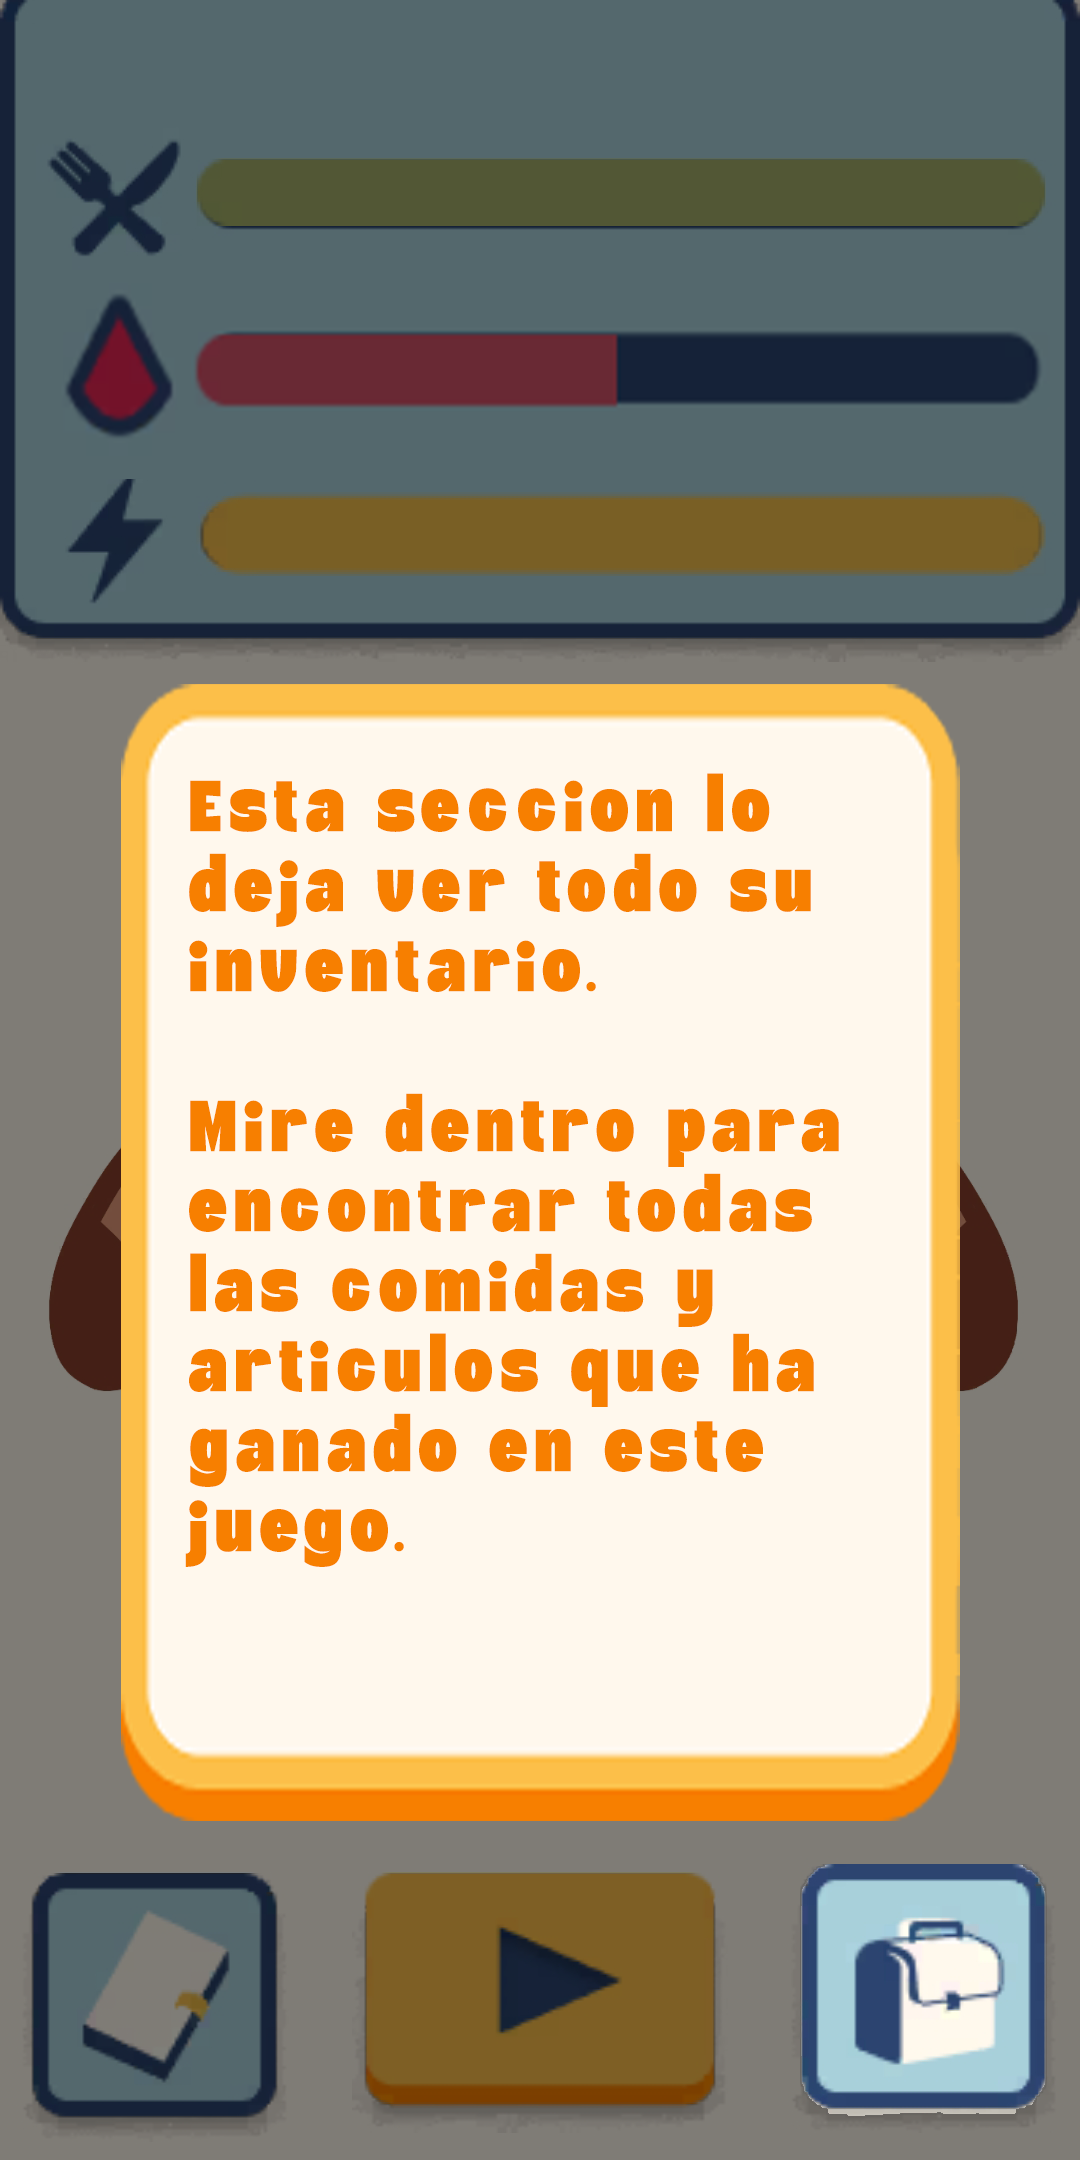 Esta seccion lo
deja ver todo su
inventario.
Mire dentro para
encontrar todas
las comidas y
articulos que ha
ganado en este
juego.